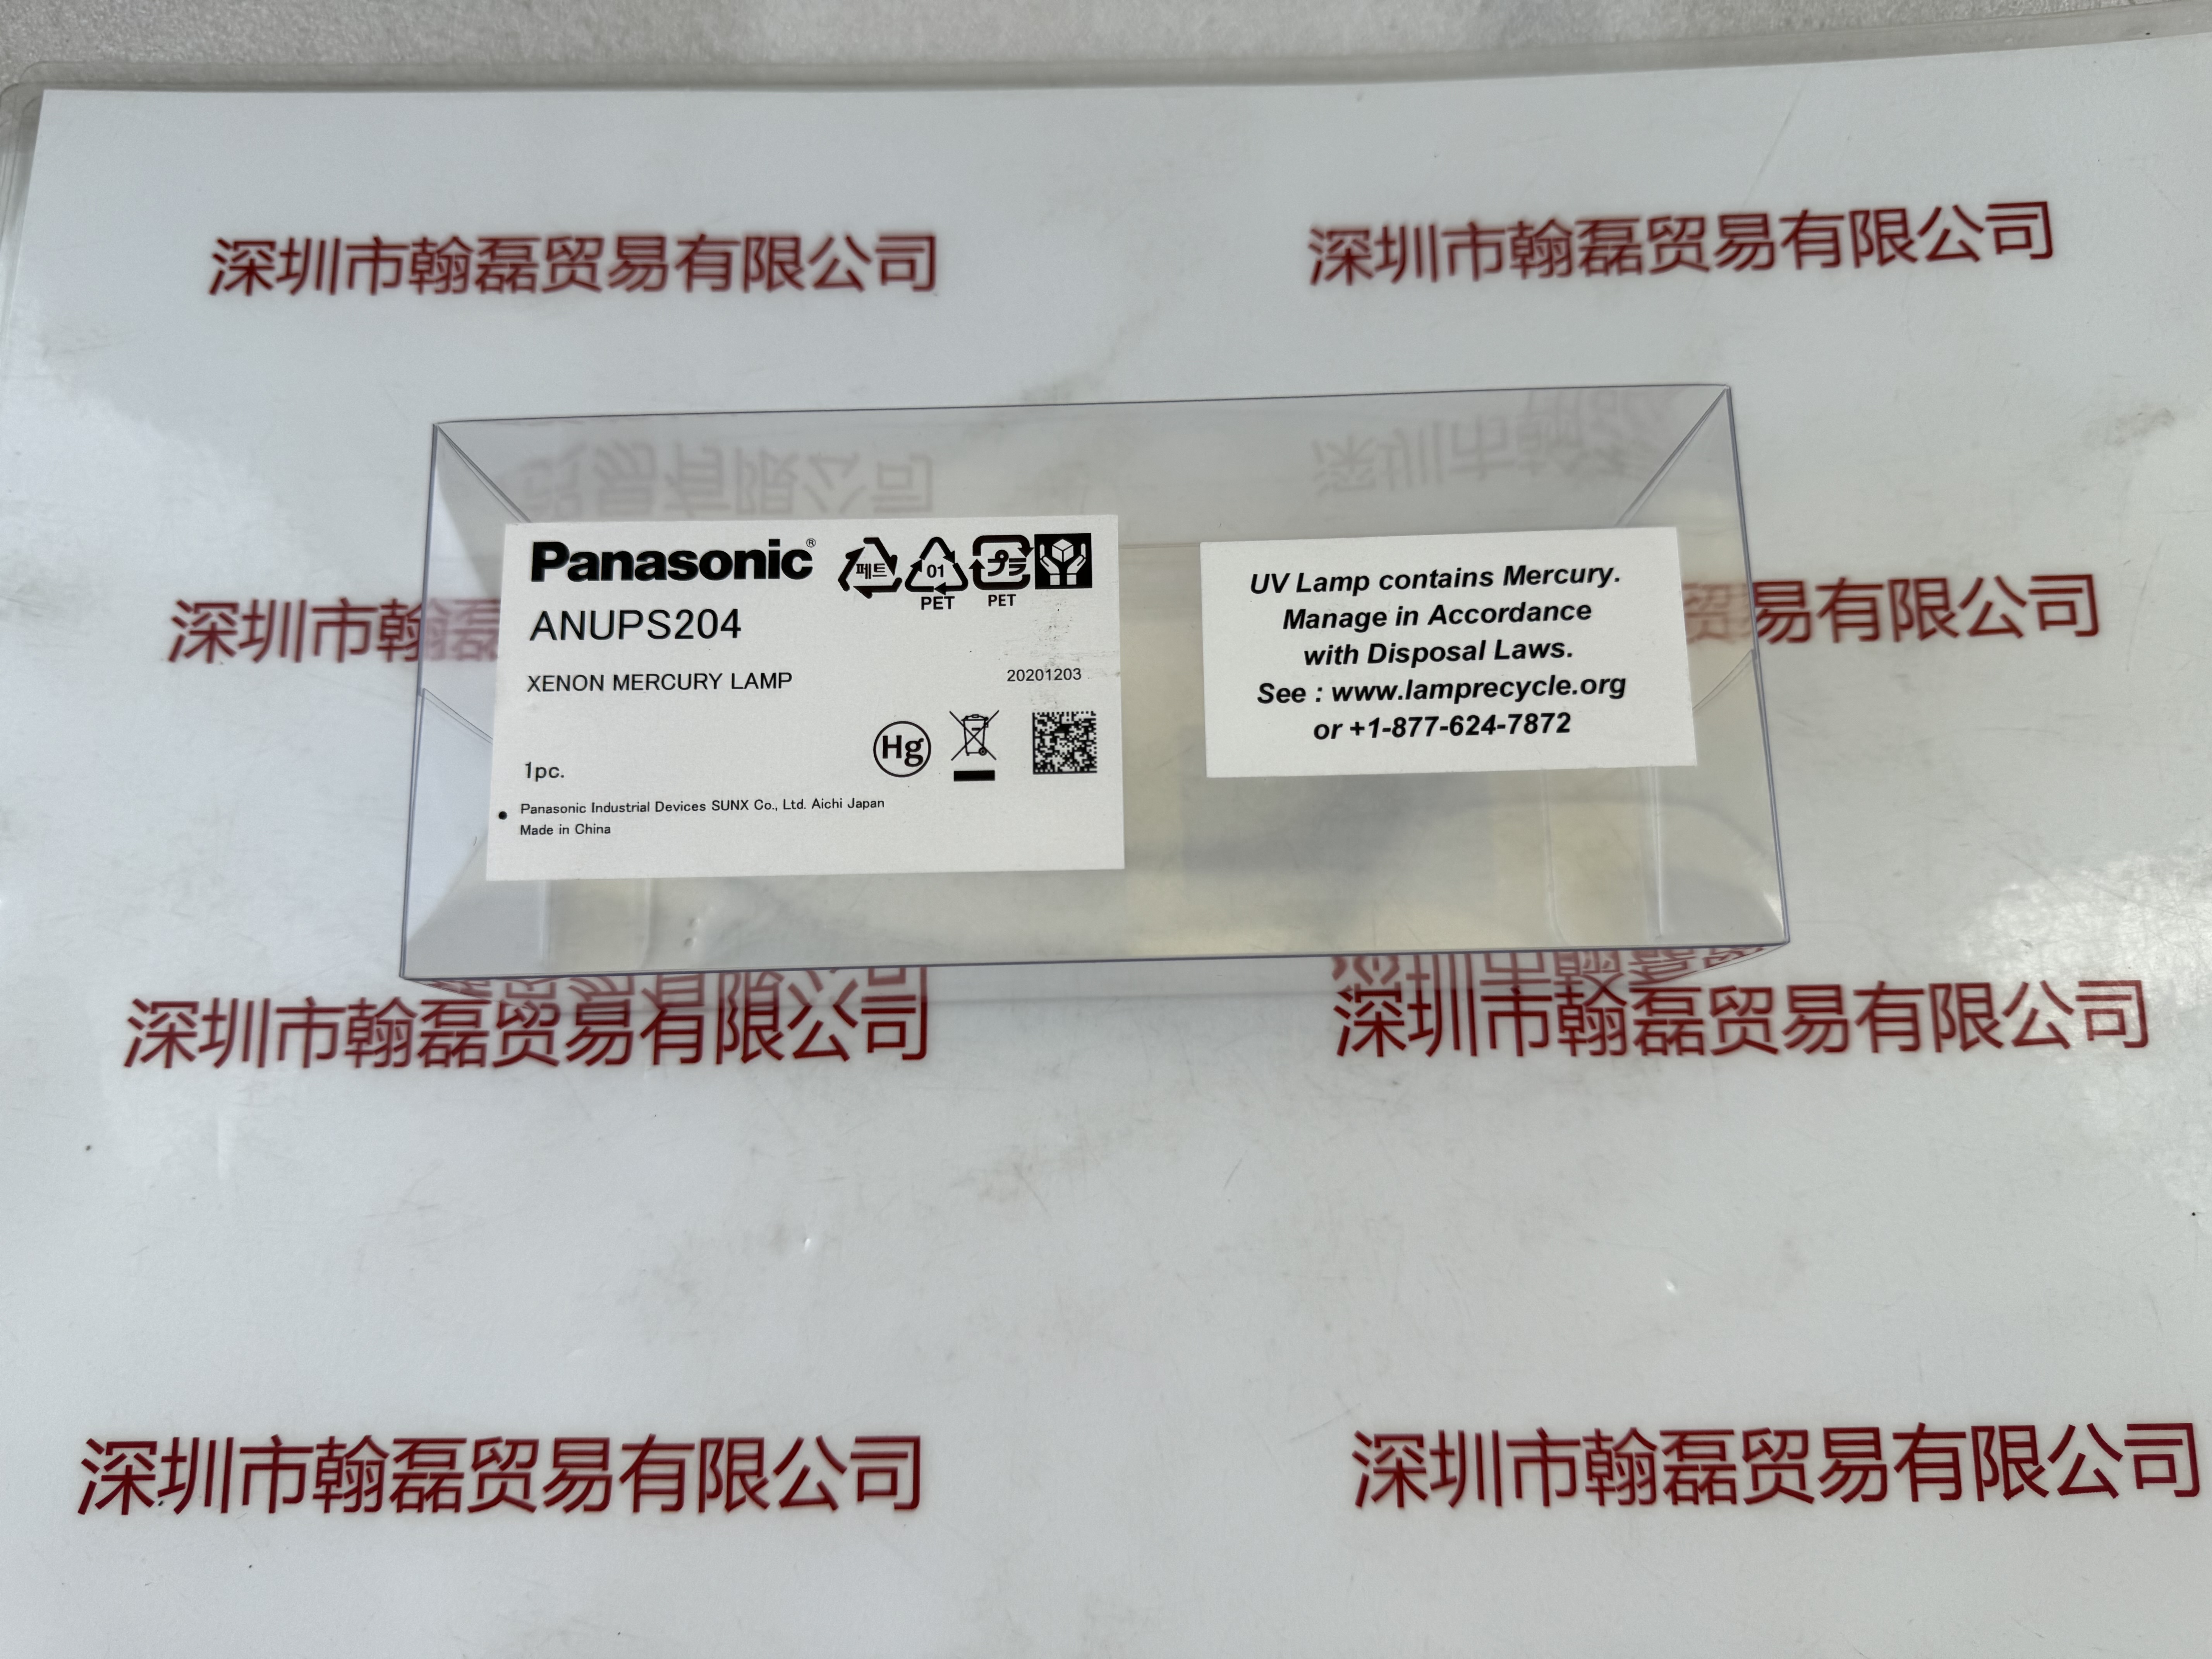 深圳市翰磊贸易有限公司
深圳市翰磊贸易有限公司
Panasonic®
페트
01
PET
プラ
PET
ANUPS204
XENON MERCURY LAMP
20201203
Hg
1pc.
Panasonic Industrial Devices SUNX Co., Ltd. Aichi Japan
Made in China
UV Lamp contains Mercury.
Manage in Accordance
with Disposal Laws.
See : www.lamprecycle.org
or +1-877-624-7872
深圳市翰磊
贸易有限公司
深圳市翰磊贸易有限公司
深圳市翰磊贸易有限公司
深圳市翰磊贸易有限公司
深圳市翰磊贸易有限公司